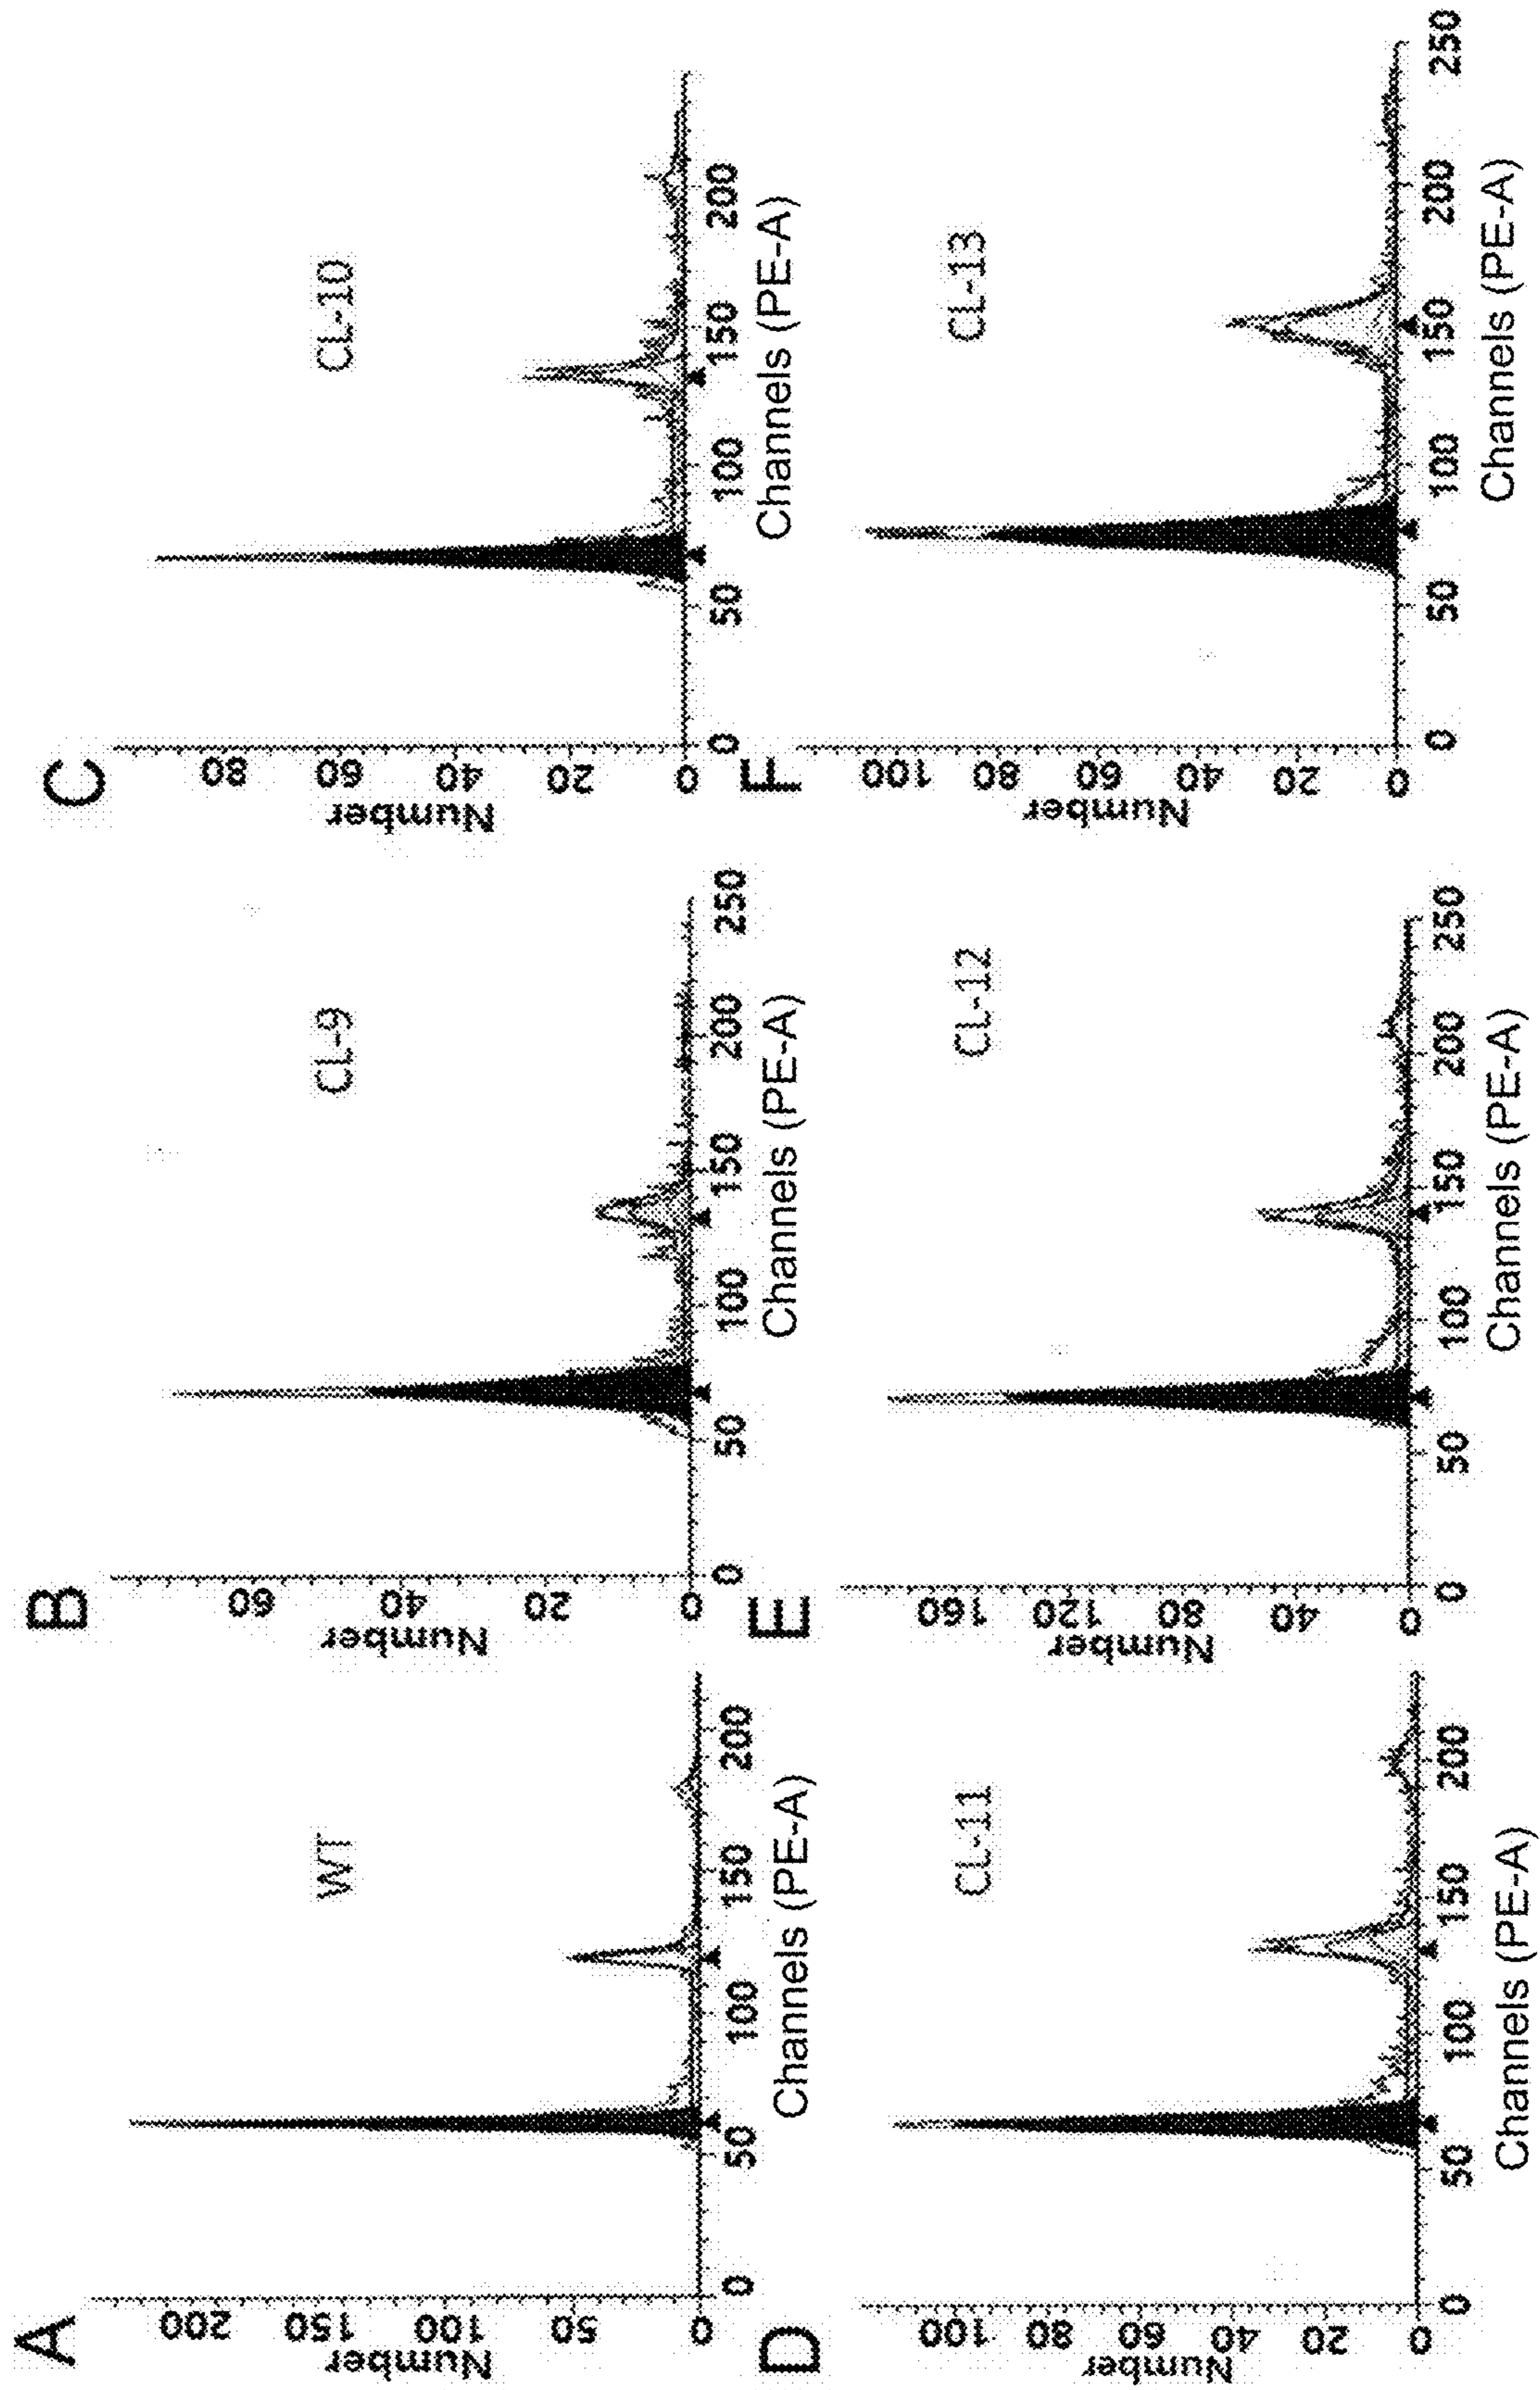 A
WT
Number
200
150
100
50
0
0 50 100 150 200
Channels (PE-A)
B
CL-9
Number
60
40
20
0
0 50 100 150 200 250
Channels (PE-A)
C
CL-10
Number
80
60
40
20
0
0 50 100 150 200
Channels (PE-A)
D
CL-11
Number
100
80
60
40
20
0
0 50 100 150 200
Channels (PE-A)
E
CL-12
Number
160
120
80
40
0
0 50 100 150 200 250
Channels (PE-A)
F
CL-13
Number
100
80
60
40
20
0
0 50 100 150 200 250
Channels (PE-A)